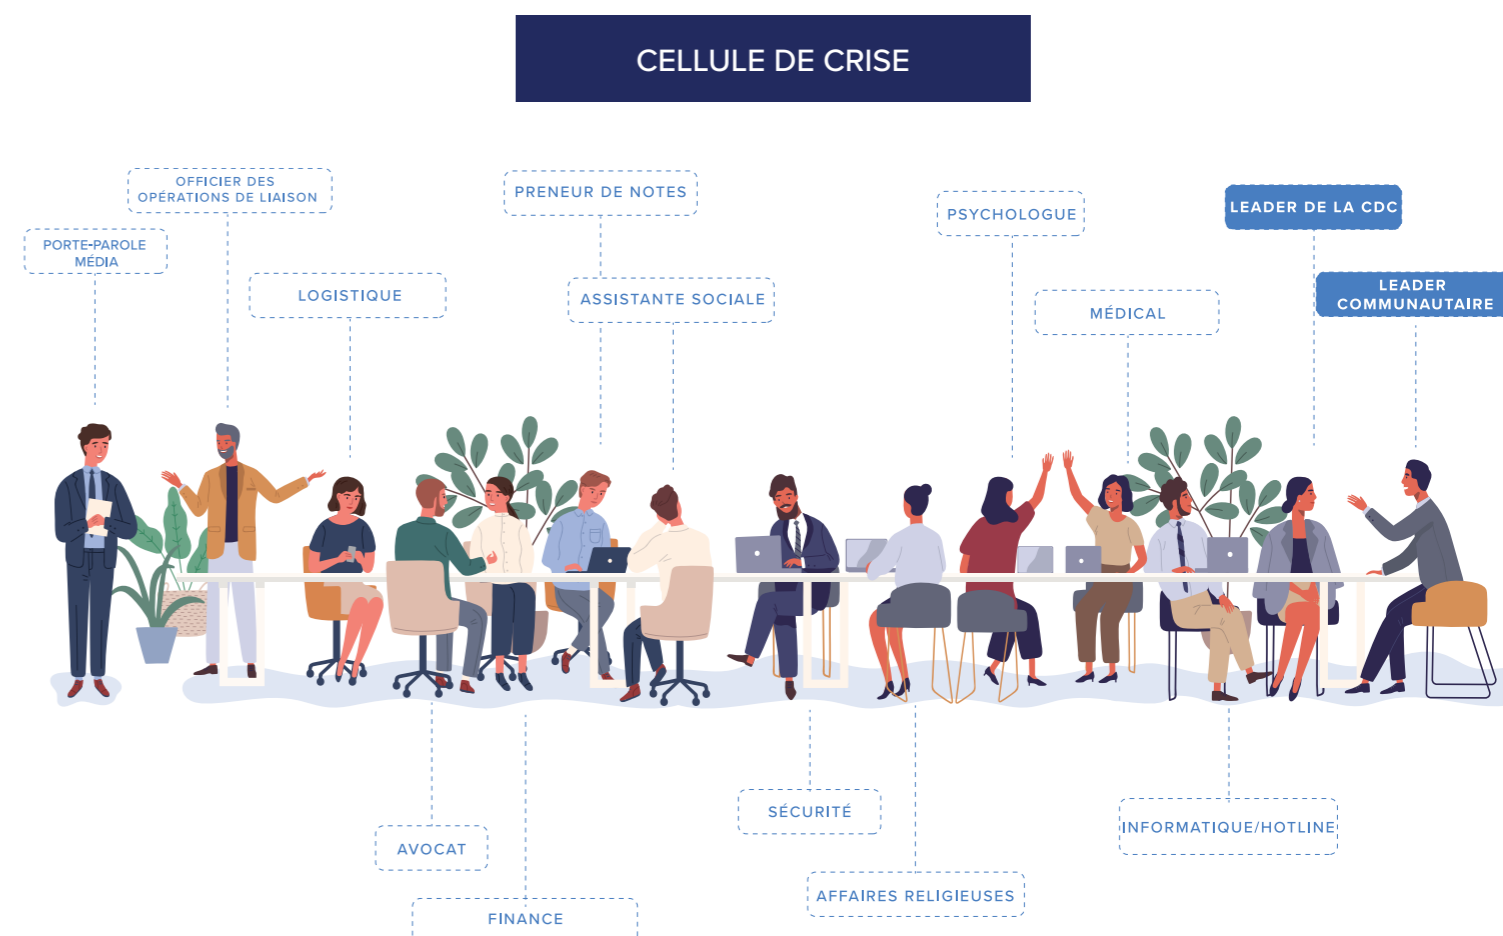 CELLULE DE CRISE
OFFICIER DES
OPÉRATIONS DE LIAISON
PRENEUR DE NOTES
PSYCHOLOGUE
LEADER DE LA CDC
PORTE-PAROLE
MÉDIA
LOGISTIQUE
ASSISTANTE SOCIALE
MÉDICAL
LEADER
COMMUNAUTAIRE
SÉCURITÉ
INFORMATIQUE/HOTLINE
AVOCAT
AFFAIRES RELIGIEUSES
FINANCE